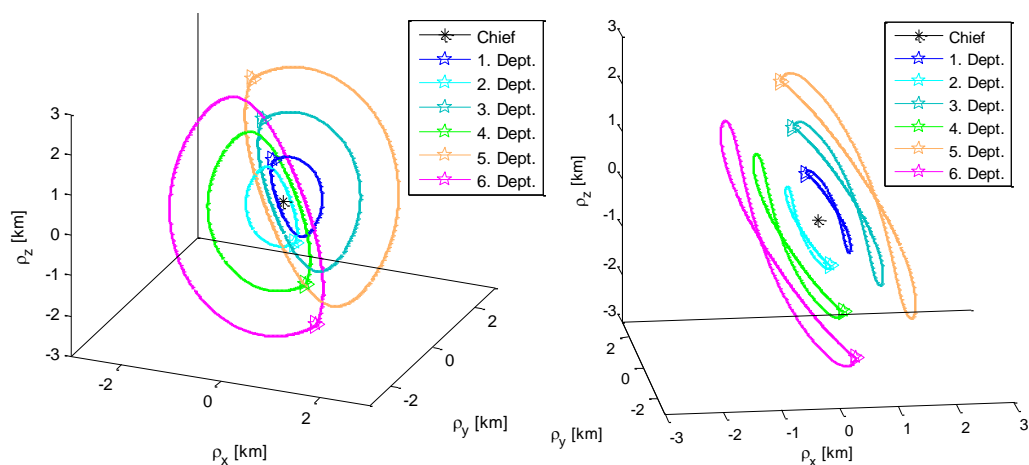 Chief
1. Dept.
2. Dept.
3. Dept.
4. Dept.
5. Dept.
6. Dept.
3
2
1
0
-1
-2
-3
ρz [km]
-2
0
2
ρx [km]
-2
0
2
ρy [km]
Chief
1. Dept.
2. Dept.
3. Dept.
4. Dept.
5. Dept.
6. Dept.
3
2
1
0
-1
-2
-3
ρz [km]
2
0
-2
ρy [km]
-3
-2
-1
0
1
2
3
ρx [km]